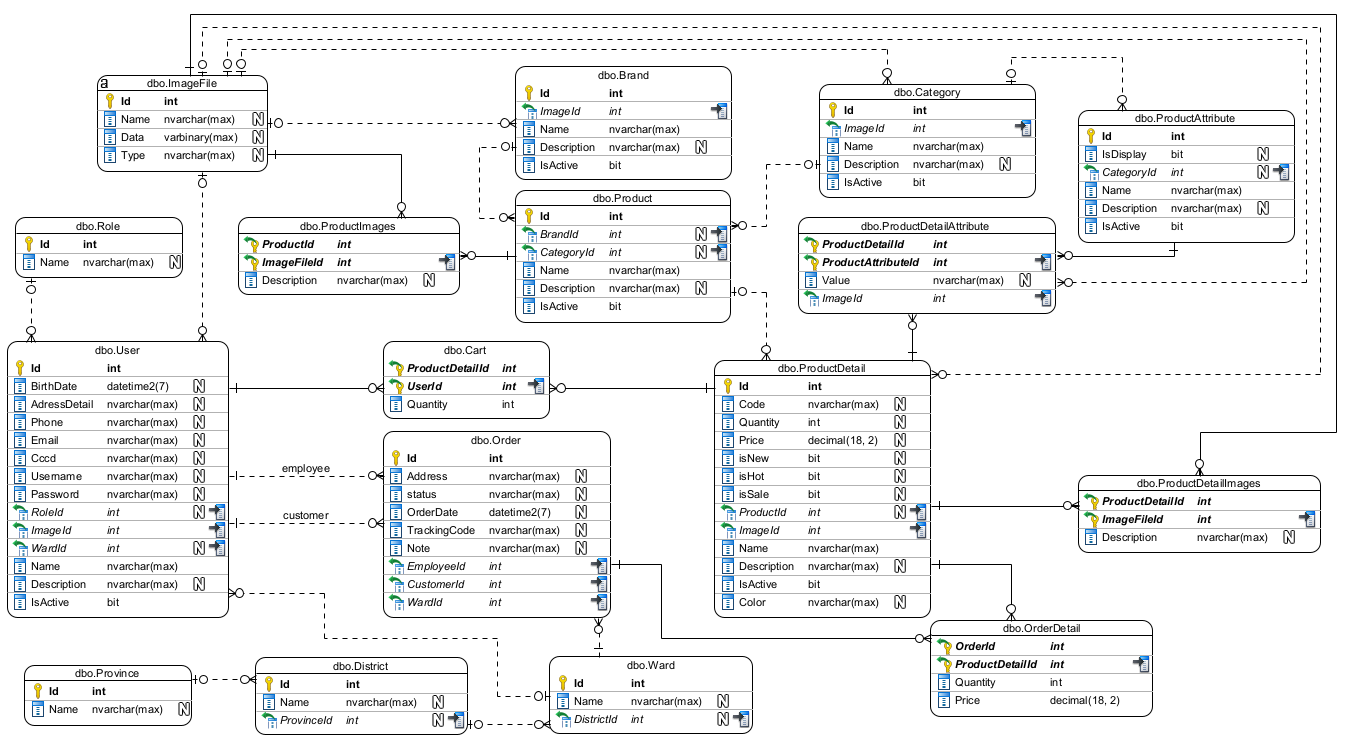 a
dbo.ImageFile
Id int
Name nvarchar(max) N
Data varbinary(max) N
Type nvarchar(max) N
dbo.Brand
Id int
ImageId int
Name nvarchar(max)
Description nvarchar(max) N
IsActive bit
dbo.Category
Id int
ImageId int
Name nvarchar(max)
Description nvarchar(max) N
IsActive bit
dbo.ProductAttribute
Id int
IsDisplay bit N
CategoryId int N
Name nvarchar(max)
Description nvarchar(max) N
IsActive bit
dbo.Role
Id int
Name nvarchar(max) N
dbo.ProductImages
ProductId int
ImageFileId int
Description nvarchar(max) N
dbo.Product
Id int
BrandId int N
CategoryId int N
Name nvarchar(max)
Description nvarchar(max) N
IsActive bit
dbo.ProductDetailAttribute
ProductDetailId int
ProductAttributeId int
Value nvarchar(max) N
ImageId int
dbo.User
Id int
BirthDate datetime2(7) N
AdressDetail nvarchar(max) N
Phone nvarchar(max) N
Email nvarchar(max) N
Cccd nvarchar(max) N
Username nvarchar(max) N
Password nvarchar(max) N
RoleId int N
ImageId int
WardId int N
Name nvarchar(max)
Description nvarchar(max) N
IsActive bit
dbo.Cart
ProductDetailId int
UserId int
Quantity int
employee
customer
dbo.Order
Id int
Address nvarchar(max) N
status nvarchar(max) N
OrderDate datetime2(7) N
TrackingCode nvarchar(max) N
Note nvarchar(max) N
EmployeeId int
CustomerId int
WardId int
dbo.ProductDetail
Id int
Code nvarchar(max) N
Quantity int N
Price decimal(18, 2) N
isNew bit N
isHot bit N
isSale bit N
ProductId int N
ImageId int
Name nvarchar(max)
Description nvarchar(max) N
IsActive bit
Color nvarchar(max) N
dbo.ProductDetailImages
ProductDetailId int
ImageFileId int
Description nvarchar(max) N
dbo.OrderDetail
OrderId int
ProductDetailId int
Quantity int
Price decimal(18, 2)
dbo.Province
Id int
Name nvarchar(max) N
dbo.District
Id int
Name nvarchar(max) N
ProvinceId int N
dbo.Ward
Id int
Name nvarchar(max) N
DistrictId int N